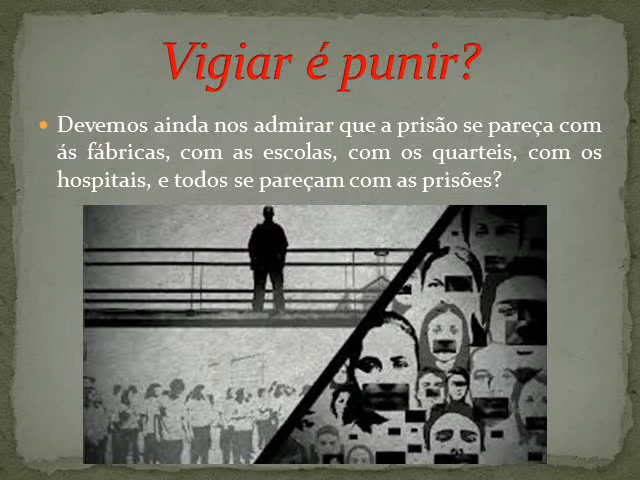 Vigiar é punir?
Devemos ainda nos admirar que a prisão se pareça com
ás fábricas, com as escolas, com os quarteis, com os
hospitais, e todos se pareçam com as prisões?